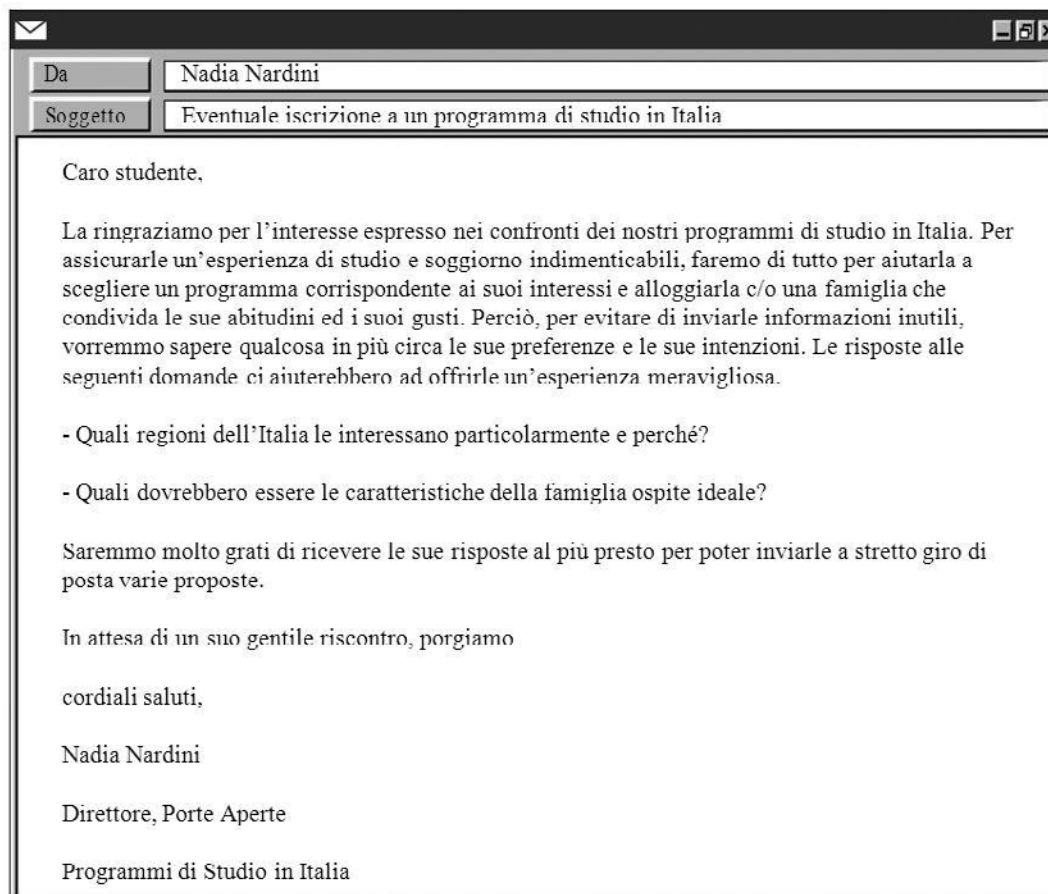 Da
Nadia Nardini
Soggetto
Eventuale iscrizione a un programma di studio in Italia
Caro studente,
La ringraziamo per l’interesse espresso nei confronti dei nostri programmi di studio in Italia. Per
assicurarle un’esperienza di studio e soggiorno indimenticabili, faremo di tutto per aiutarla a
scegliere un programma corrispondente ai suoi interessi e alloggiarla c/o una famiglia che
condivida le sue abitudini ed i suoi gusti. Perciò, per evitare di inviarle informazioni inutili,
vorremmo sapere qualcosa in più circa le sue preferenze e le sue intenzioni. Le risposte alle
seguenti domande ci aiuterebbero ad offrirle un’esperienza meravigliosa.
- Quali regioni dell’Italia le interessano particolarmente e perché?
- Quali dovrebbero essere le caratteristiche della famiglia ospite ideale?
Saremmo molto grati di ricevere le sue risposte al più presto per poter inviarle a stretto giro di
posta varie proposte.
In attesa di un suo gentile riscontro, porgiamo
cordiali saluti,
Nadia Nardini
Direttore, Porte Aperte
Programmi di Studio in Italia